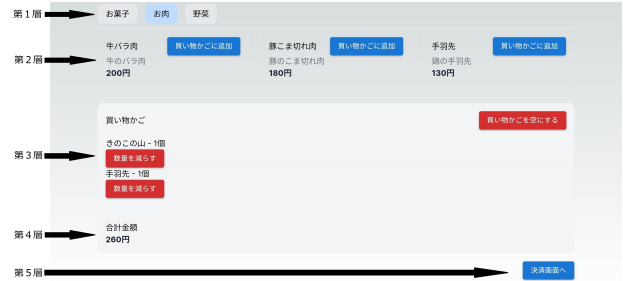 第１層 お菓子 お肉 野菜
牛バラ肉 買い物かごに追加 豚こま切れ肉 買い物かごに追加 手羽先 買い物かごに追加
第２層 牛のバラ肉 豚のこま切れ肉 鶏の手羽先
200円 180円 130円
買い物かご 買い物かごを空にする
きのこの山 - 1個
第３層 数量を減らす
手羽先 - 1個
数量を減らす
合計金額
第４層 260円
第５層 決済画面へ